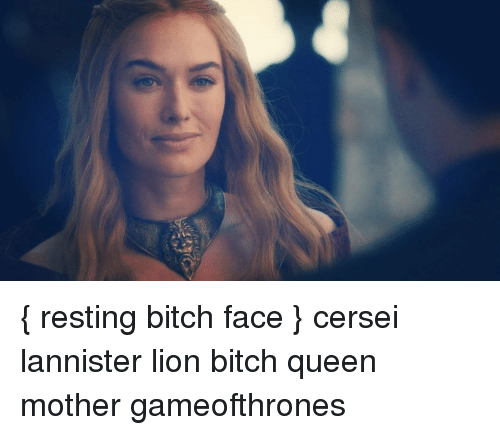 { resting bitch face } cersei
lannister lion bitch queen
mother gameofthrones